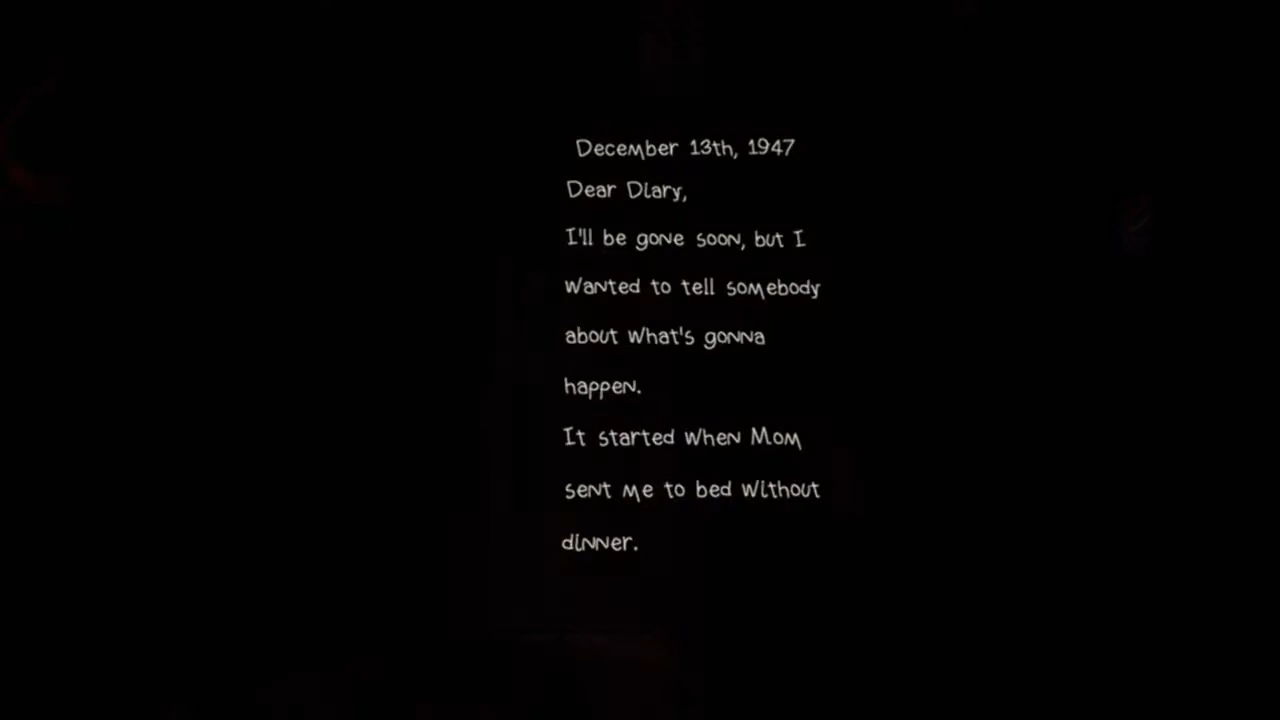 December 13th, 1947
Dear Diary,
I'll be gone soon, but I
wanted to tell somebody
about what's gonna
happen.
It started when Mom
sent me to bed without
dinner.